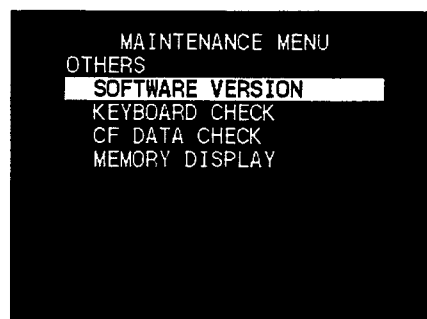 MAINTENANCE MENU
OTHERS
SOFTWARE VERSION
KEYBOARD CHECK
CF DATA CHECK
MEMORY DISPLAY